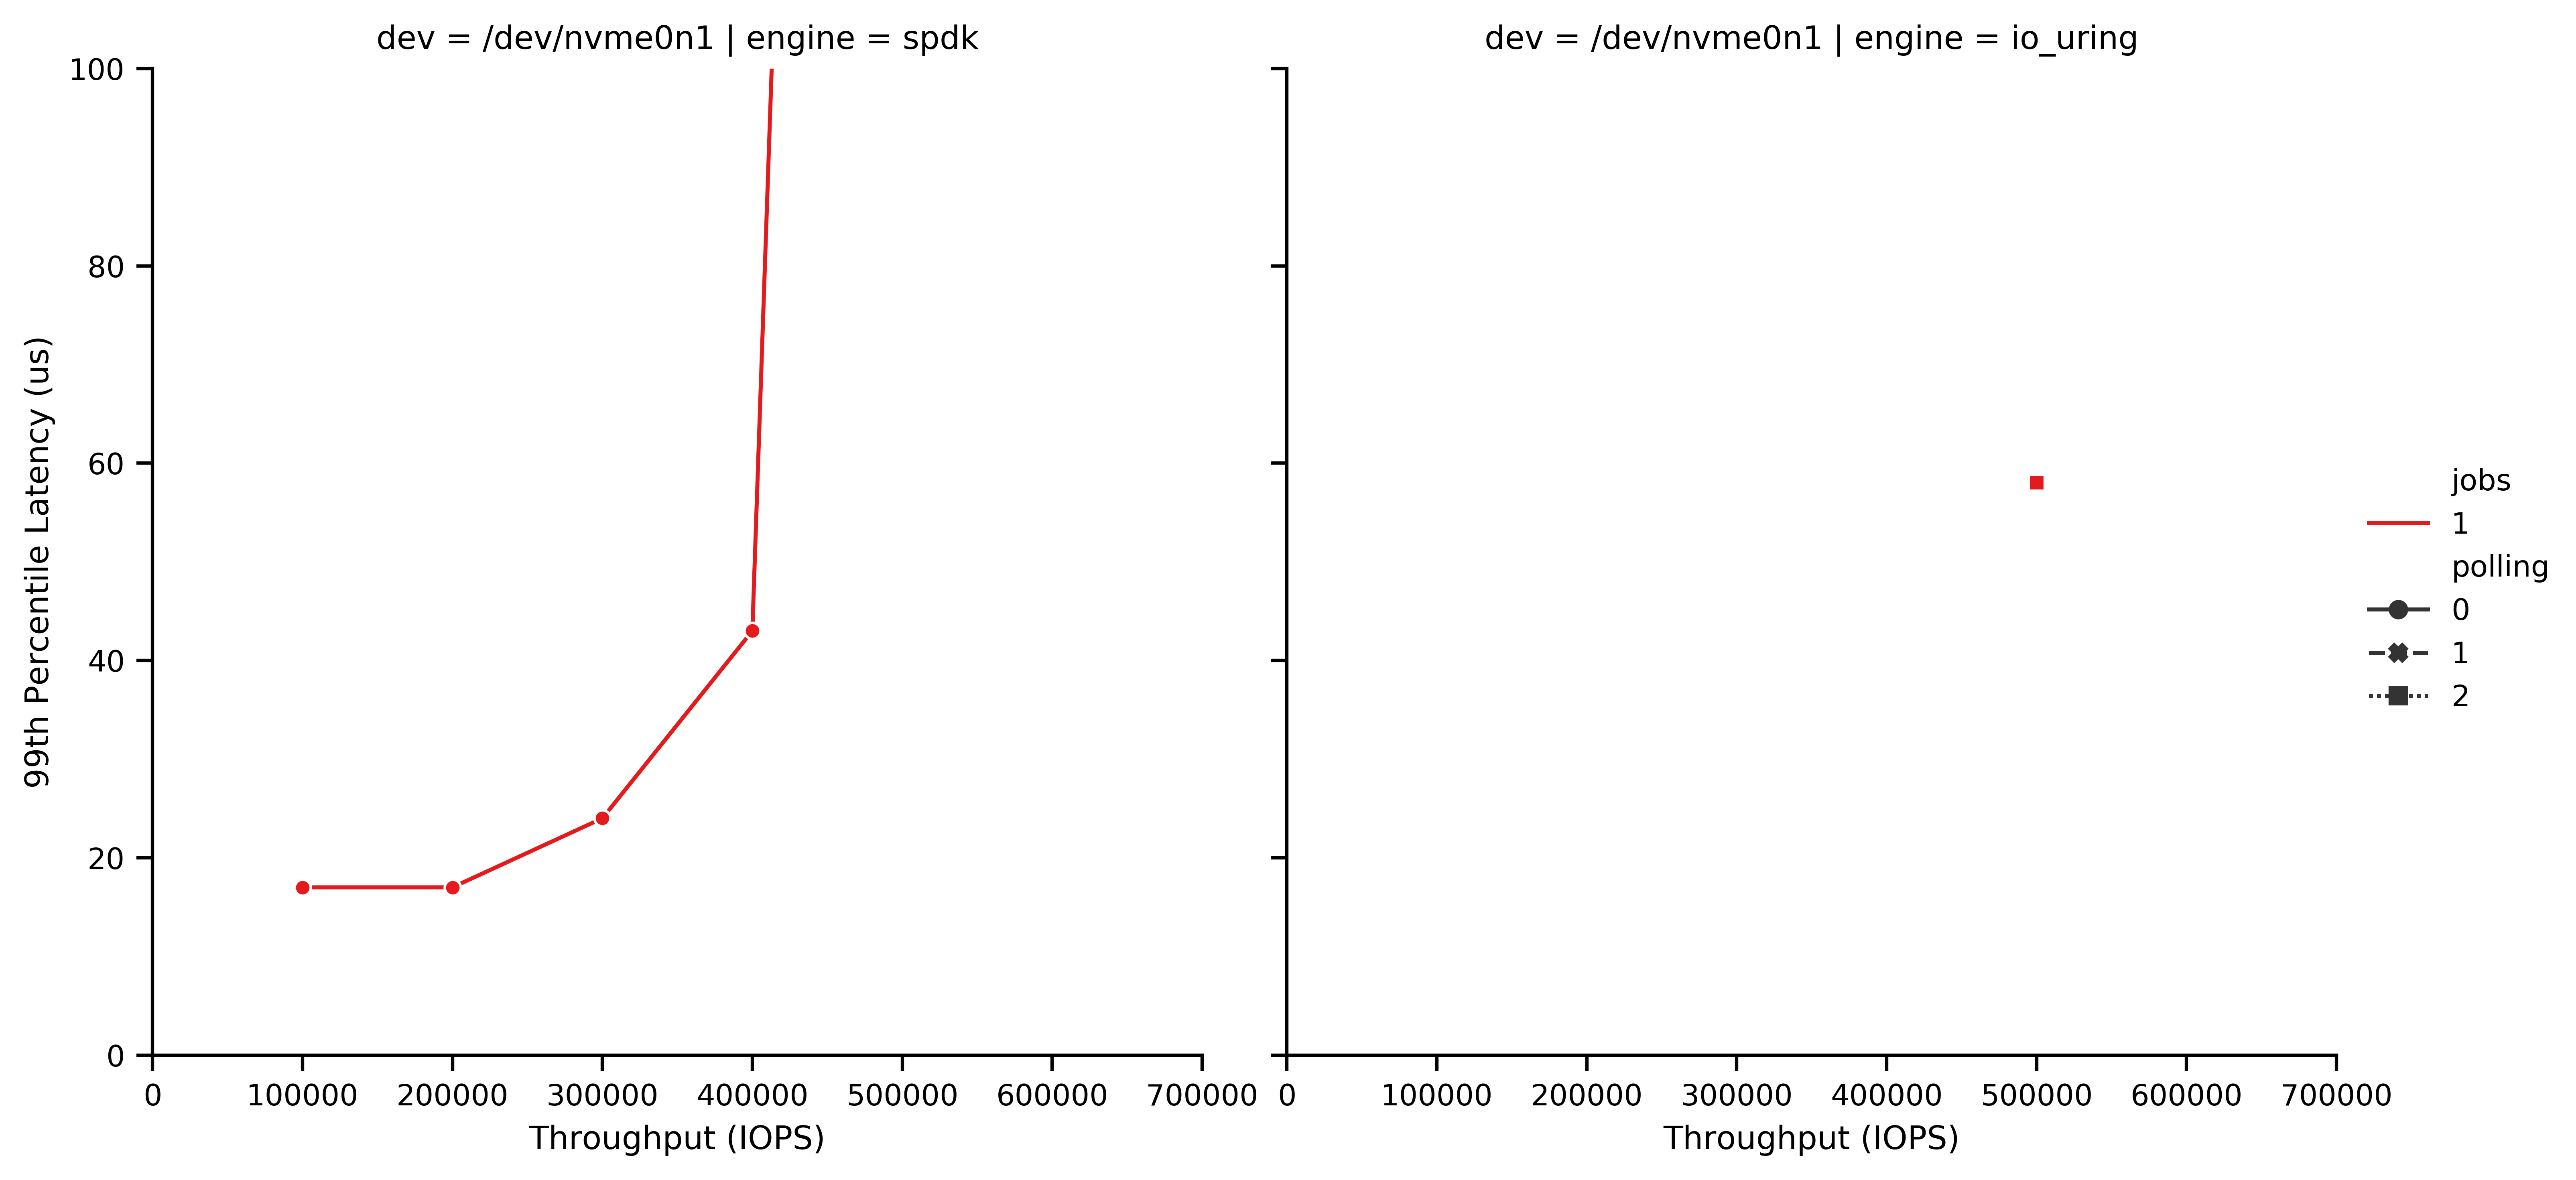 dev = /dev/nvme0n1 | engine = spdk
dev = /dev/nvme0n1 | engine = io_uring
99th Percentile Latency (us)
100
80
60
40
20
0
0 100000 200000 300000 400000 500000 600000 700000
Throughput (IOPS)
0 100000 200000 300000 400000 500000 600000 700000
Throughput (IOPS)
jobs
1
polling
0
1
2